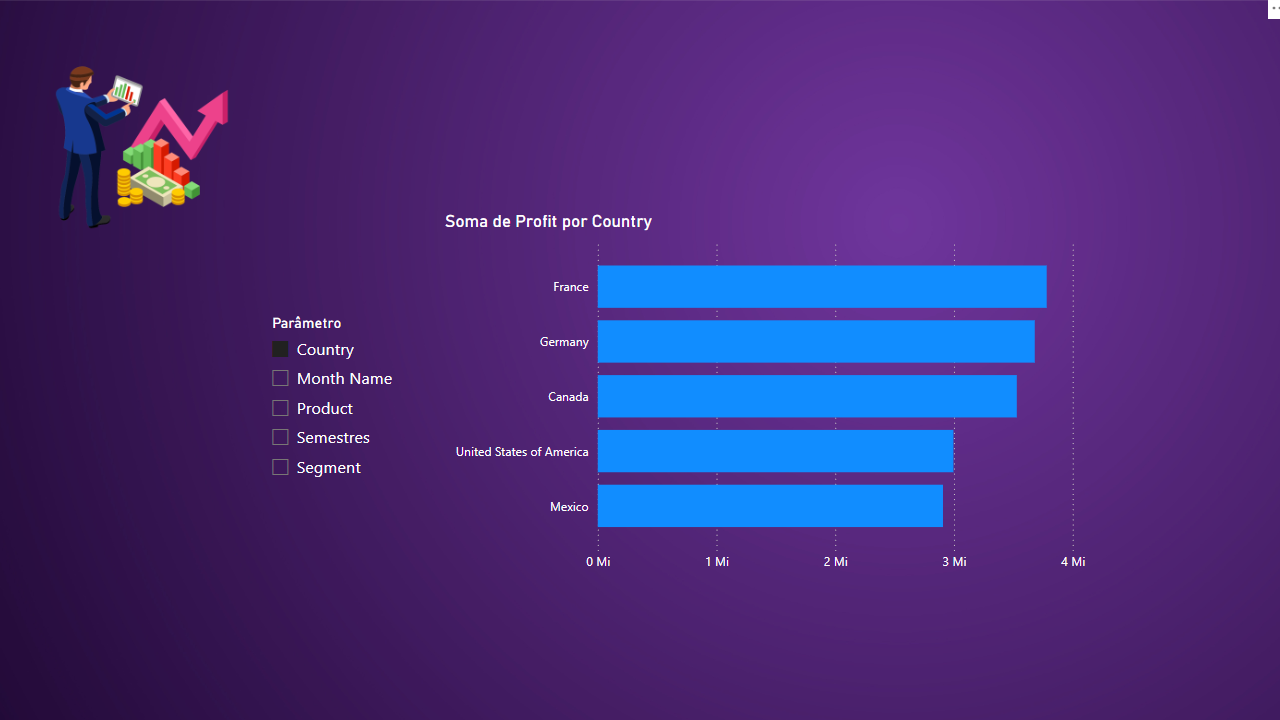 Soma de Profit por Country
France
Germany
Canada
United States of America
Mexico
0 Mi 1 Mi 2 Mi 3 Mi 4 Mi
Parâmetro
Country
Month Name
Product
Semestres
Segment